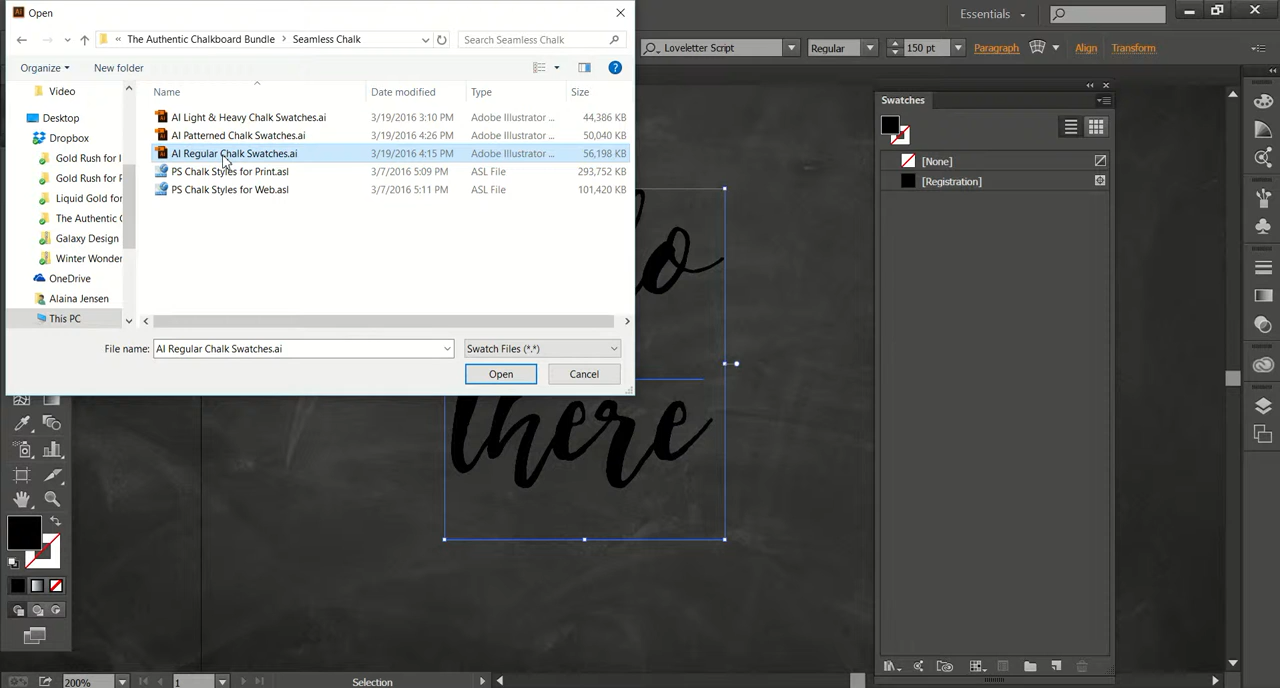 Open
Essentials
« The Authentic Chalkboard Bundle > Seamless Chalk
Search Seamless Chalk
Loveletter Script
Regular
150 pt
Paragraph
Align
Transform
Organize
New folder
Video
Desktop
Dropbox
Gold Rush for I
Gold Rush for F
Liquid Gold for
The Authentic C
Galaxy Design
Winter Wonder
OneDrive
Alaina Jensen
This PC
Name Date modified Type Size
AI Light & Heavy Chalk Swatches.ai 3/19/2016 3:10 PM Adobe Illustrator ... 44,386 KB
AI Patterned Chalk Swatches.ai 3/19/2016 4:26 PM Adobe Illustrator ... 50,040 KB
AI Regular Chalk Swatches.ai 3/19/2016 4:15 PM Adobe Illustrator ... 56,198 KB
PS Chalk Styles for Print.asl 3/7/2016 5:09 PM ASL File 293,752 KB
PS Chalk Styles for Web.asl 3/7/2016 5:11 PM ASL File 101,420 KB
File name: AI Regular Chalk Swatches.ai
Swatch Files (*.*)
Open
Cancel
Swatches
[None]
[Registration]
lo
there
200%
1
Selection